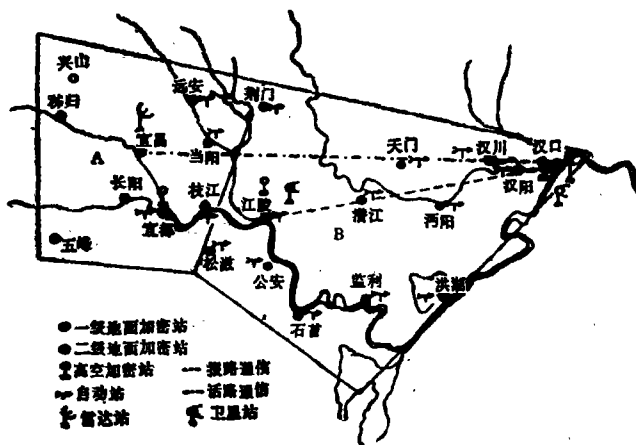 兴山
秭归
远安
荆门
宜昌
A
当阳
天门
汉川
汉口
长阳
枝江
江陵
潜江
沔阳
汉阳
宜都
B
五峰
松滋
公安
监利
洪湖
石首
一级地面加密站
二级地面加密站
高空加密站
报路通信
自动站
话路通信
雷达站
卫星站